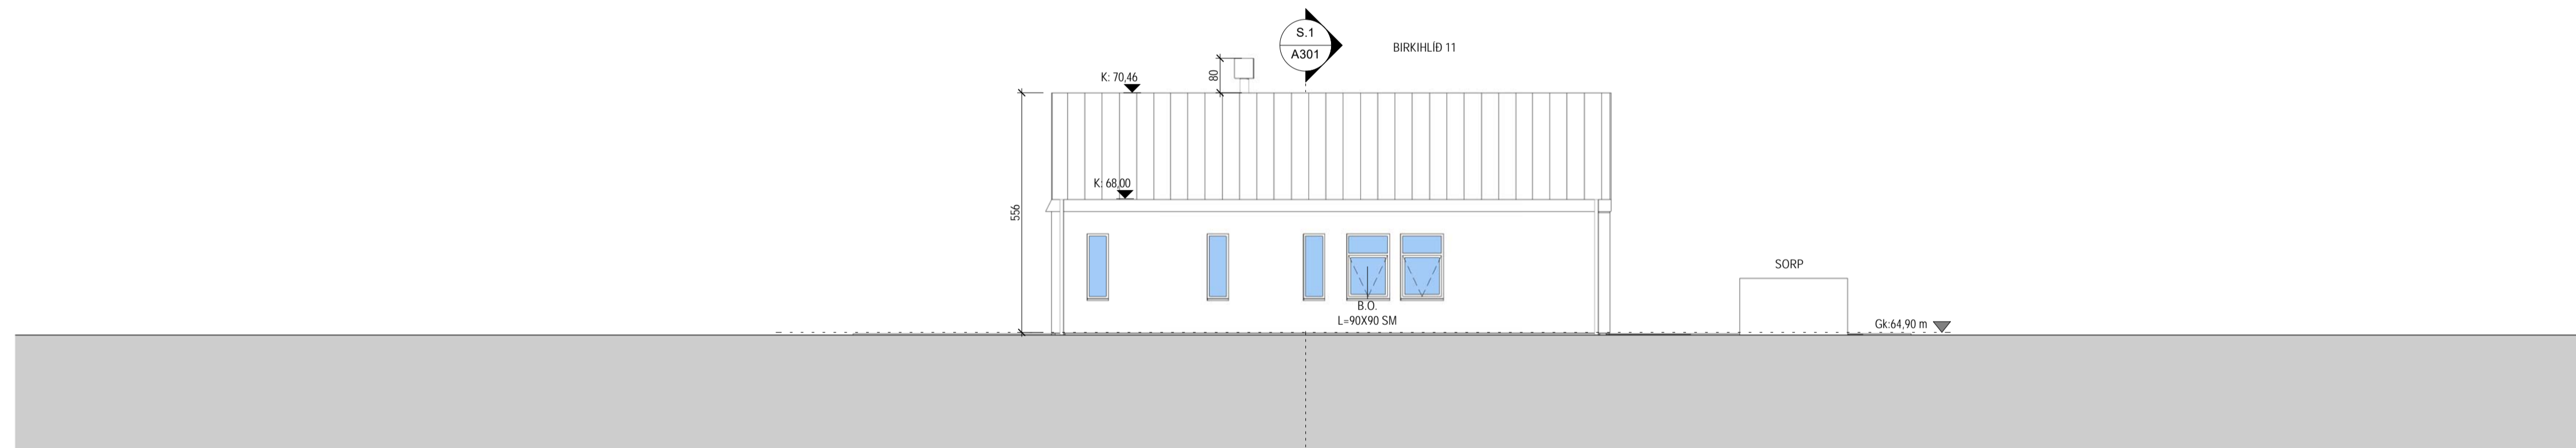 S.1
A301
BIRKIHLÍÐ 11
80
K: 70,46
K: 68,00
556
SORP
B.O.
L=90X90 SM
Gk:64,90 m